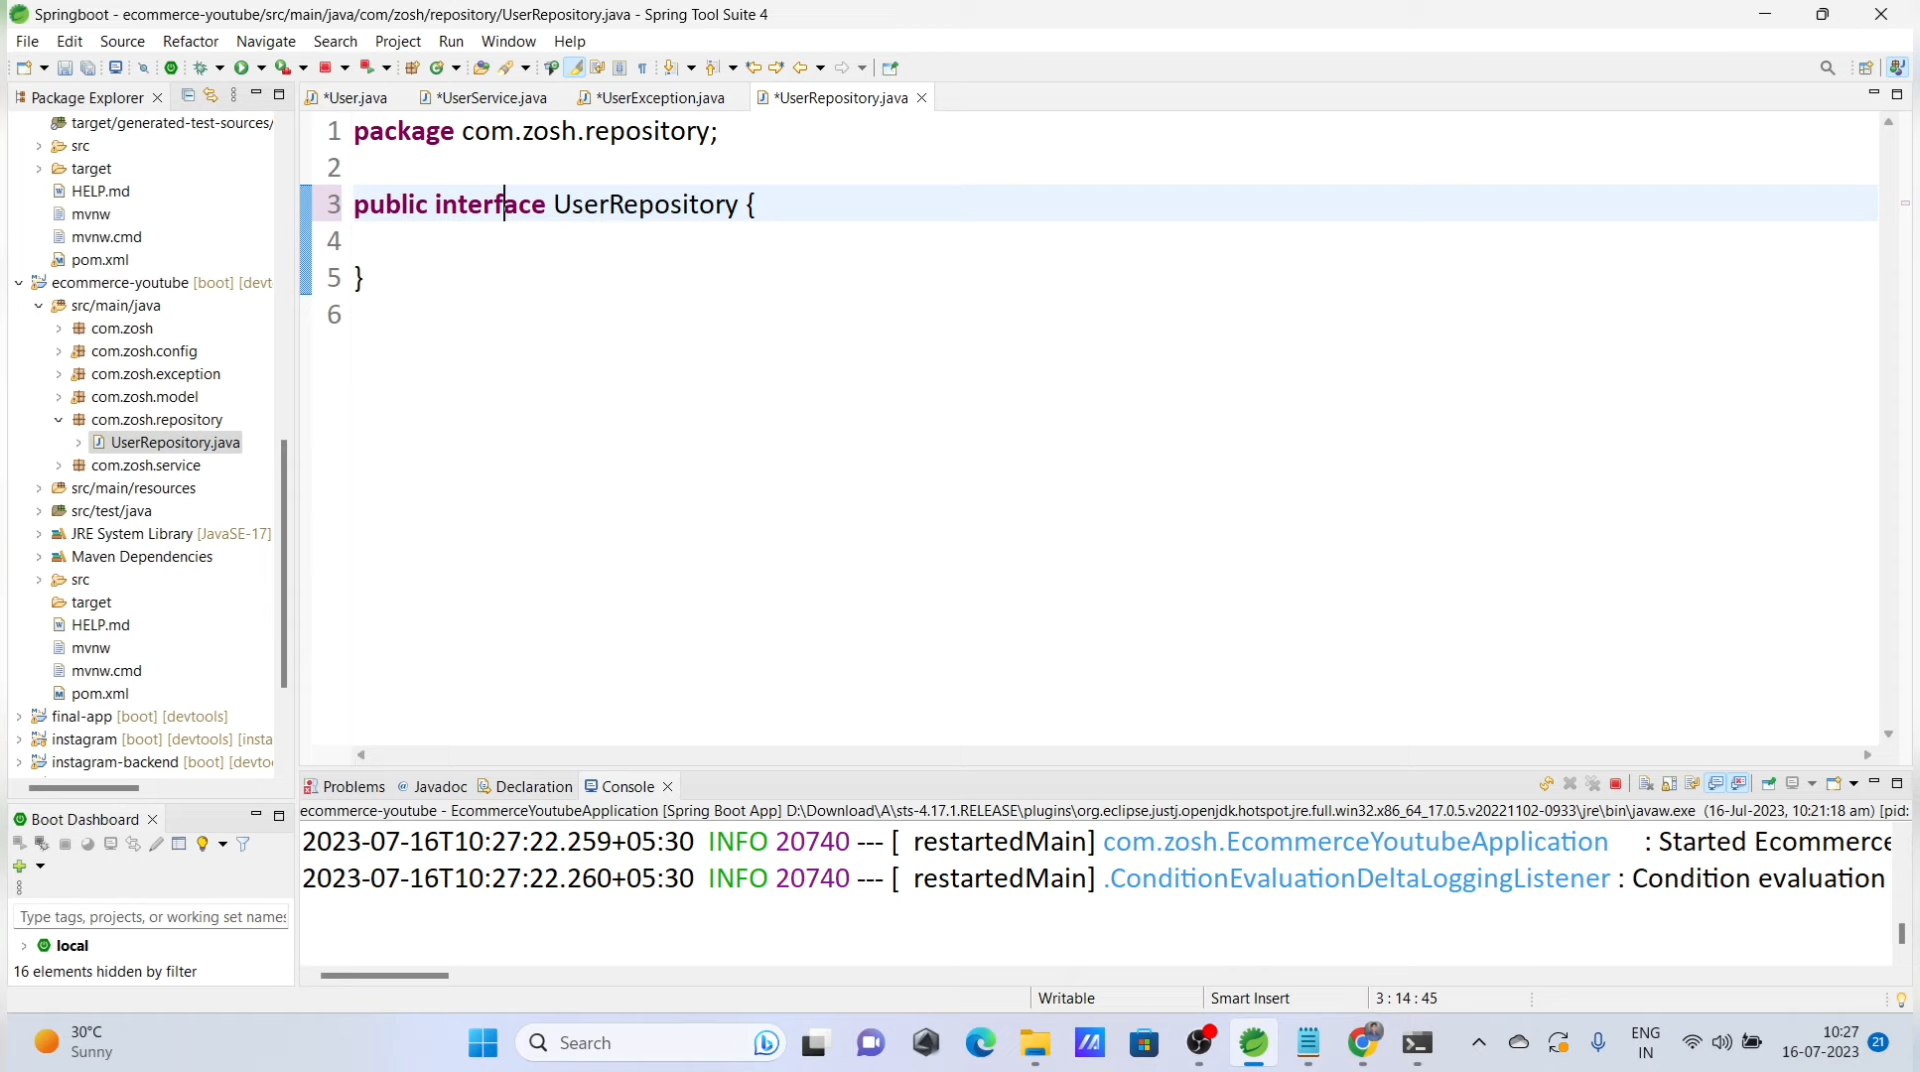 Springboot - ecommerce-youtube/src/main/java/com/zosh/repository/UserRepository.java - Spring Tool Suite 4
File Edit Source Refactor Navigate Search Project Run Window Help
Package Explorer
*User.java *UserService.java *UserException.java *UserRepository.java
target/generated-test-sources/
src
target
HELP.md
mvnw
mvnw.cmd
pom.xml
ecommerce-youtube [boot] [devt
src/main/java
com.zosh
com.zosh.config
com.zosh.exception
com.zosh.model
com.zosh.repository
UserRepository.java
com.zosh.service
src/main/resources
src/test/java
JRE System Library [JavaSE-17]
Maven Dependencies
src
target
HELP.md
mvnw
mvnw.cmd
pom.xml
final-app [boot] [devtools]
instagram [boot] [devtools] [insta
instagram-backend [boot] [devto
1 package com.zosh.repository;
2
3 public interface UserRepository {
4
5 }
6
Problems Javadoc Declaration Console
ecommerce-youtube - EcommerceYoutubeApplication [Spring Boot App] D:\Download\A\sts-4.17.1.RELEASE\plugins\org.eclipse.justj.openjdk.hotspot.jre.full.win32.x86_64_17.0.5.v20221102-0933\jre\bin\javaw.exe (16-Jul-2023, 10:21:18 am) [pid:
2023-07-16T10:27:22.259+05:30 INFO 20740 --- [ restartedMain] com.zosh.EcommerceYoutubeApplication : Started Ecommerce
2023-07-16T10:27:22.260+05:30 INFO 20740 --- [ restartedMain] .ConditionEvaluationDeltaLoggingListener : Condition evaluation
Boot Dashboard
Type tags, projects, or working set names
local
16 elements hidden by filter
Writable Smart Insert 3 : 14 : 45
30°C
Sunny
Search
ENG
IN
10:27
16-07-2023
21